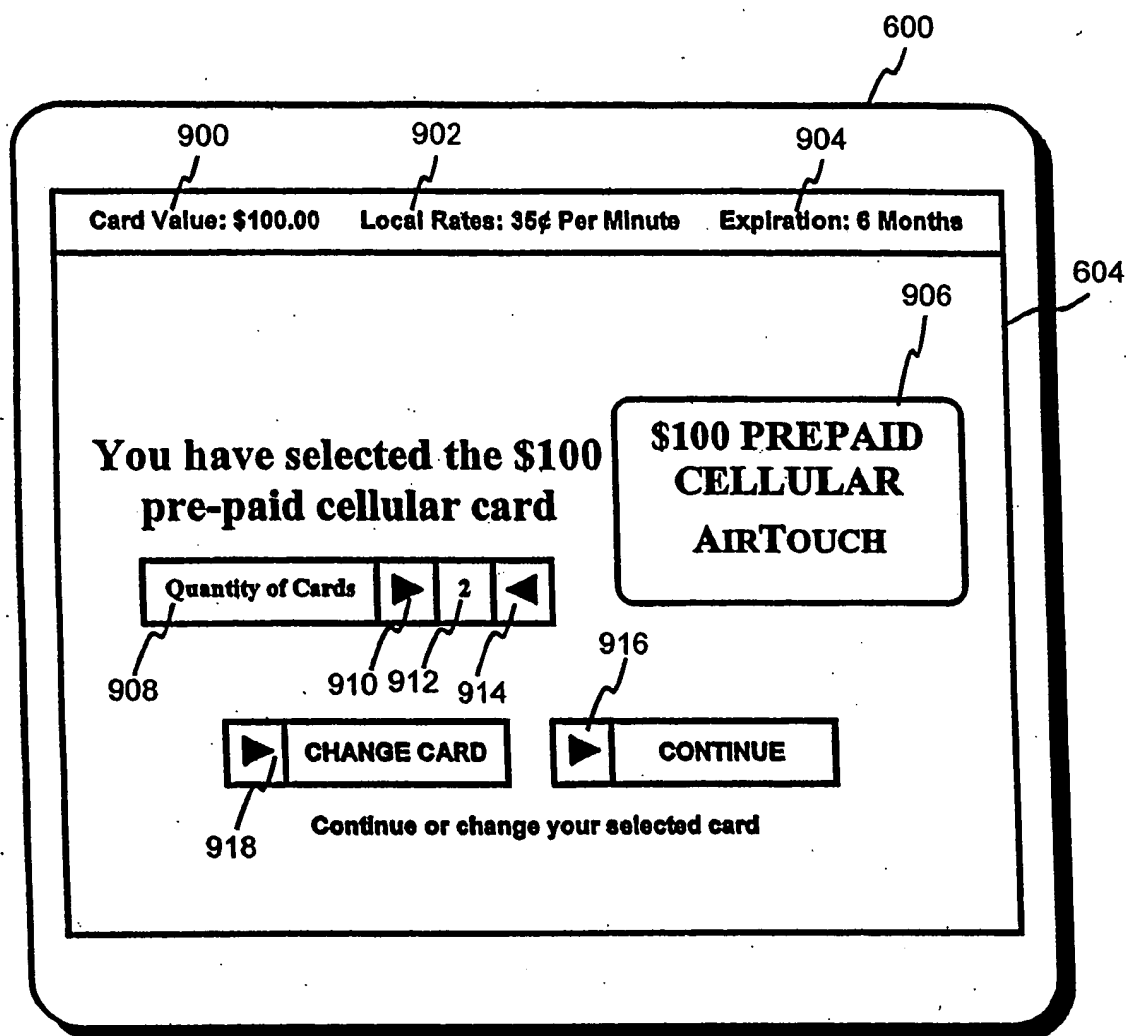 600
900
902
904
Card Value: $100.00 Local Rates: 35¢ Per Minute Expiration: 6 Months
604
906
You have selected the $100
pre-paid cellular card
$100 PREPAID
CELLULAR
AIRTOUCH
Quantity of Cards 2
908
910
912
914
916
CHANGE CARD
CONTINUE
918
Continue or change your selected card